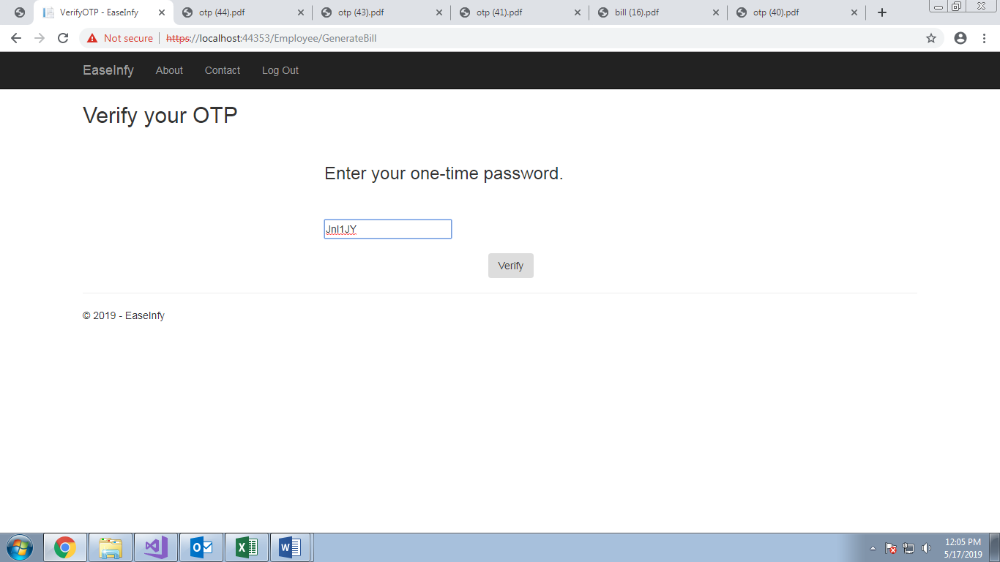 VerifyOTP - EaseInfy
otp (44).pdf
otp (43).pdf
otp (41).pdf
bill (16).pdf
otp (40).pdf
Not secure
https://localhost:44353/Employee/GenerateBill
EaseInfy
About
Contact
Log Out
Verify your OTP
Enter your one-time password.
JnI1JY
Verify
© 2019 - EaseInfy
12:05 PM
5/17/2019